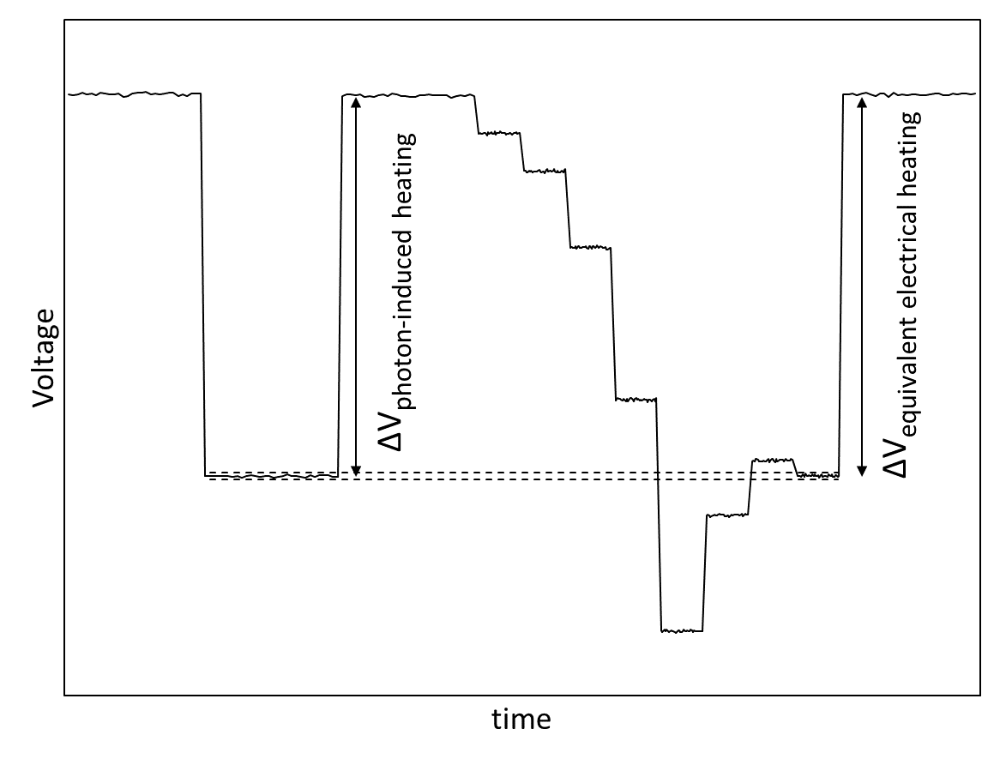 Voltage
ΔVphoton-induced heating
ΔVequivalent electrical heating
time